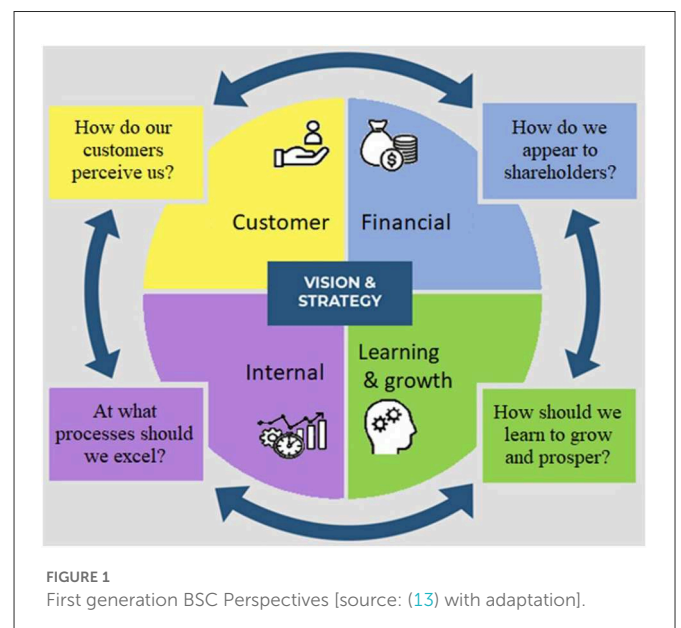 How do our
customers
perceive us?
How do we
appear to
shareholders?
Customer
Financial
VISION &
STRATEGY
Internal
Learning
& growth
At what
processes should
we excel?
How should we
learn to grow
and prosper?
$
FIGURE 1
First generation BSC Perspectives [source: (13) with adaptation].